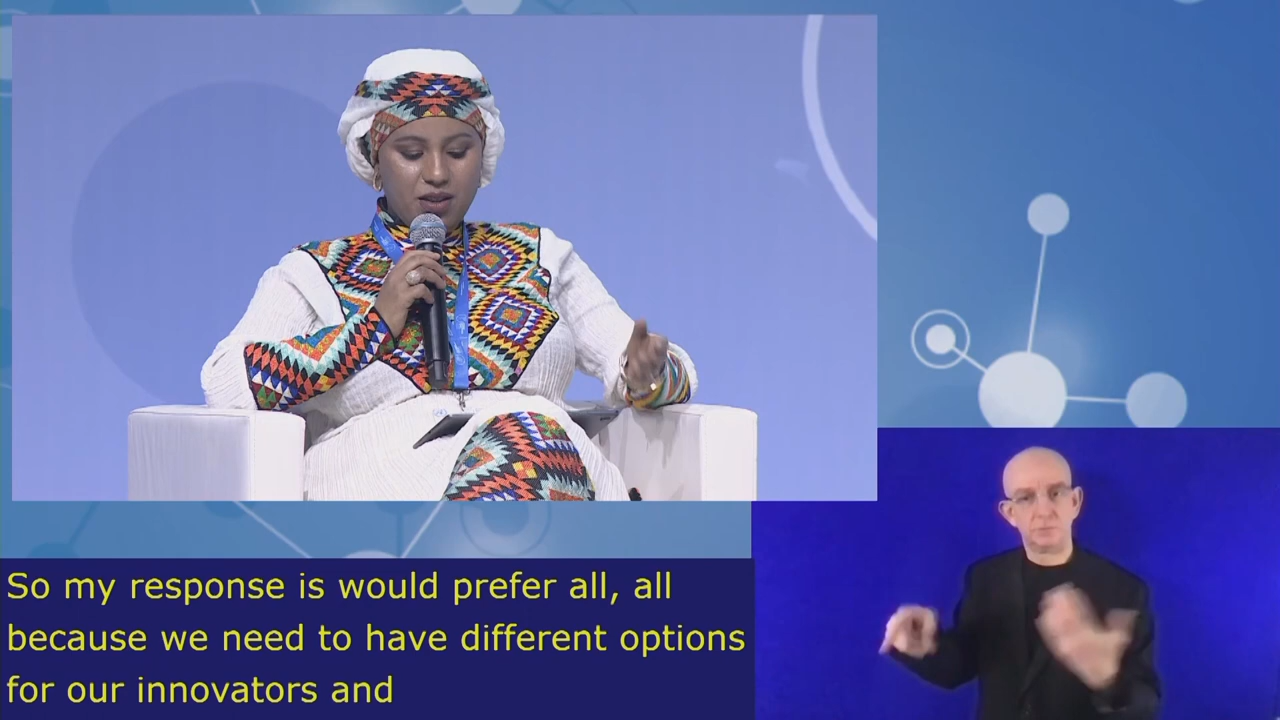 So my response is would prefer all, all
because we need to have different options
for our innovators and